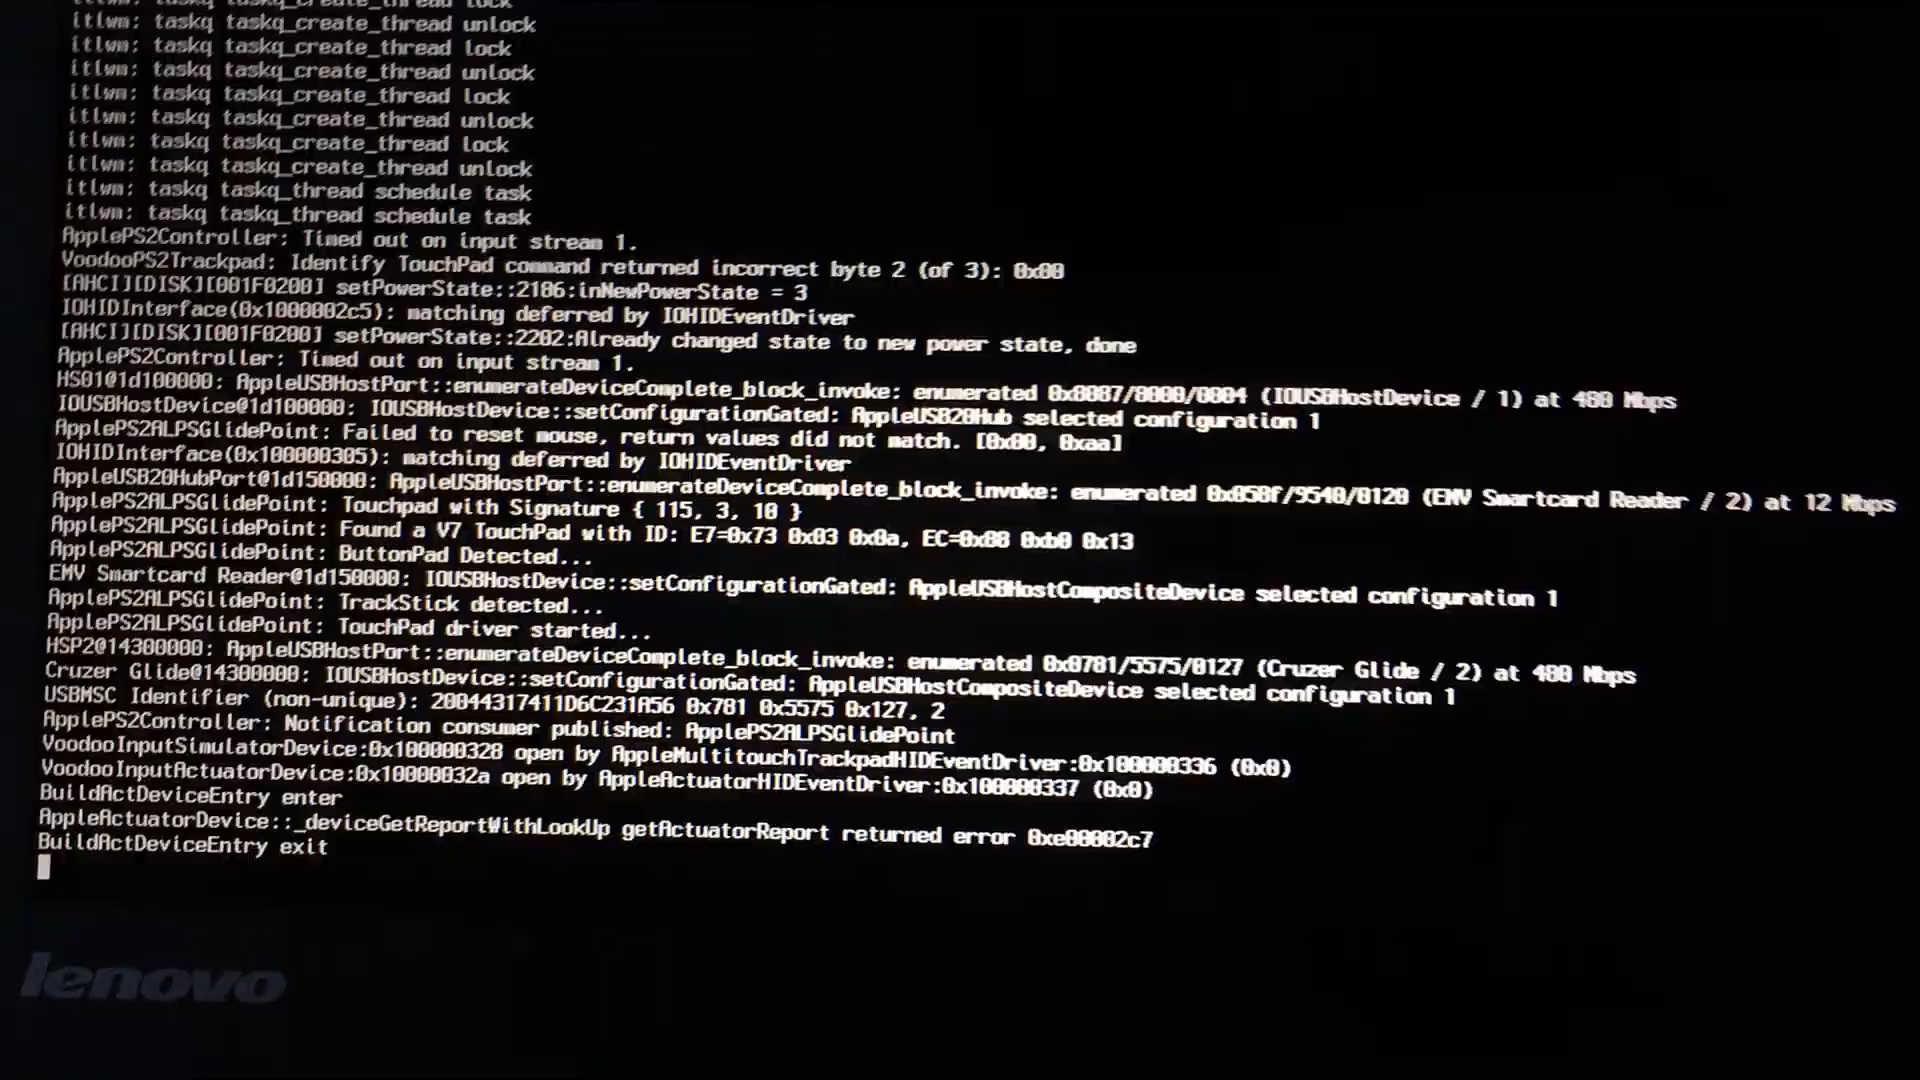 itlwm: taskq taskq_create_thread lock
itlwm: taskq taskq_create_thread unlock
itlwm: taskq taskq_create_thread lock
itlwm: taskq taskq_create_thread unlock
itlwm: taskq taskq_create_thread lock
itlwm: taskq taskq_create_thread unlock
itlwm: taskq taskq_create_thread lock
itlwm: taskq taskq_create_thread unlock
itlwm: taskq taskq_thread schedule task
itlwm: taskq taskq_thread schedule task
ApplePS2Controller: Timed out on input stream 1.
VoodooPS2Trackpad: Identify TouchPad command returned incorrect byte 2 (of 3): 0x00
[AHCI][DISK][001F0200] setPowerState::2186:inNewPowerState = 3
IOHIDInterface(0x1000002c5): matching deferred by IOHIDEventDriver
[AHCI][DISK][001F0200] setPowerState::2202:Already changed state to new power state, done
ApplePS2Controller: Timed out on input stream 1.
HS01@1d100000: AppleUSBHostPort::enumerateDeviceComplete_block_invoke: enumerated 0x8087/8000/0004 (IOUSBHostDevice / 1) at 480 Mbps
IOUSBHostDevice@1d100000: IOUSBHostDevice::setConfigurationGated: AppleUSB20Hub selected configuration 1
ApplePS2ALPSGlidePoint: Failed to reset mouse, return values did not match. [0x00, 0xaa]
IOHIDInterface(0x100000305): matching deferred by IOHIDEventDriver
AppleUSB20HubPort@1d150000: AppleUSBHostPort::enumerateDeviceComplete_block_invoke: enumerated 0x058f/9540/0120 (EMV Smartcard Reader / 2) at 12 Mbps
ApplePS2ALPSGlidePoint: Touchpad with Signature { 115, 3, 10 }
ApplePS2ALPSGlidePoint: Found a V7 TouchPad with ID: E7=0x73 0x03 0x0a, EC=0x88 0xb0 0x13
ApplePS2ALPSGlidePoint: ButtonPad Detected...
EMV Smartcard Reader@1d150000: IOUSBHostDevice::setConfigurationGated: AppleUSBHostCompositeDevice selected configuration 1
ApplePS2ALPSGlidePoint: TrackStick detected...
ApplePS2ALPSGlidePoint: TouchPad driver started...
HSP2@14300000: AppleUSBHostPort::enumerateDeviceComplete_block_invoke: enumerated 0x0781/5575/0127 (Cruzer Glide / 2) at 480 Mbps
Cruzer Glide@14300000: IOUSBHostDevice::setConfigurationGated: AppleUSBHostCompositeDevice selected configuration 1
USBMSC Identifier (non-unique): 20044317411D6C231A56 0x781 0x5575 0x127, 2
ApplePS2Controller: Notification consumer published: ApplePS2ALPSGlidePoint
VoodooInputSimulatorDevice:0x100000328 open by AppleMultitouchTrackpadHIDEventDriver:0x100000336 (0x0)
VoodooInputActuatorDevice:0x10000032a open by AppleActuatorHIDEventDriver:0x100000337 (0x0)
BuildActDeviceEntry enter
AppleActuatorDevice::_deviceGetReportWithLookUp getActuatorReport returned error 0xe00002c7
BuildActDeviceEntry exit
lenovo